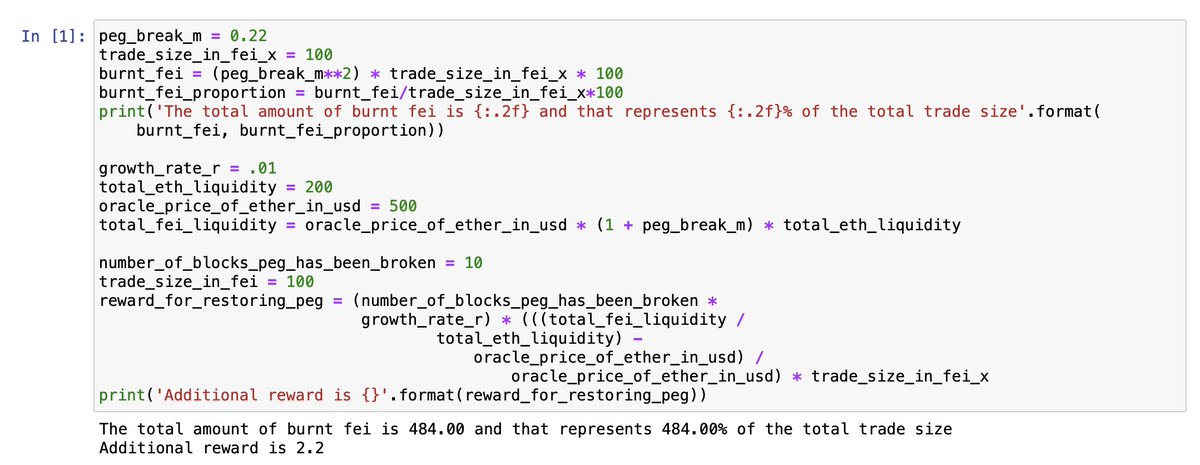 In [1]: peg_break_m = 0.22
trade_size_in_fei_x = 100
burnt_fei = (peg_break_m**2) * trade_size_in_fei_x * 100
burnt_fei_proportion = burnt_fei/trade_size_in_fei_x*100
print('The total amount of burnt fei is {:.2f} and that represents {:.2f}% of the total trade size'.format(
    burnt_fei, burnt_fei_proportion))

growth_rate_r = .01
total_eth_liquidity = 200
oracle_price_of_ether_in_usd = 500
total_fei_liquidity = oracle_price_of_ether_in_usd * (1 + peg_break_m) * total_eth_liquidity

number_of_blocks_peg_has_been_broken = 10
trade_size_in_fei = 100
reward_for_restoring_peg = (number_of_blocks_peg_has_been_broken *
                            growth_rate_r) * (((total_fei_liquidity /
                                    total_eth_liquidity) -
                                        oracle_price_of_ether_in_usd) /
                                            oracle_price_of_ether_in_usd) * trade_size_in_fei_x
print('Additional reward is {}'.format(reward_for_restoring_peg))
The total amount of burnt fei is 484.00 and that represents 484.00% of the total trade size
Additional reward is 2.2